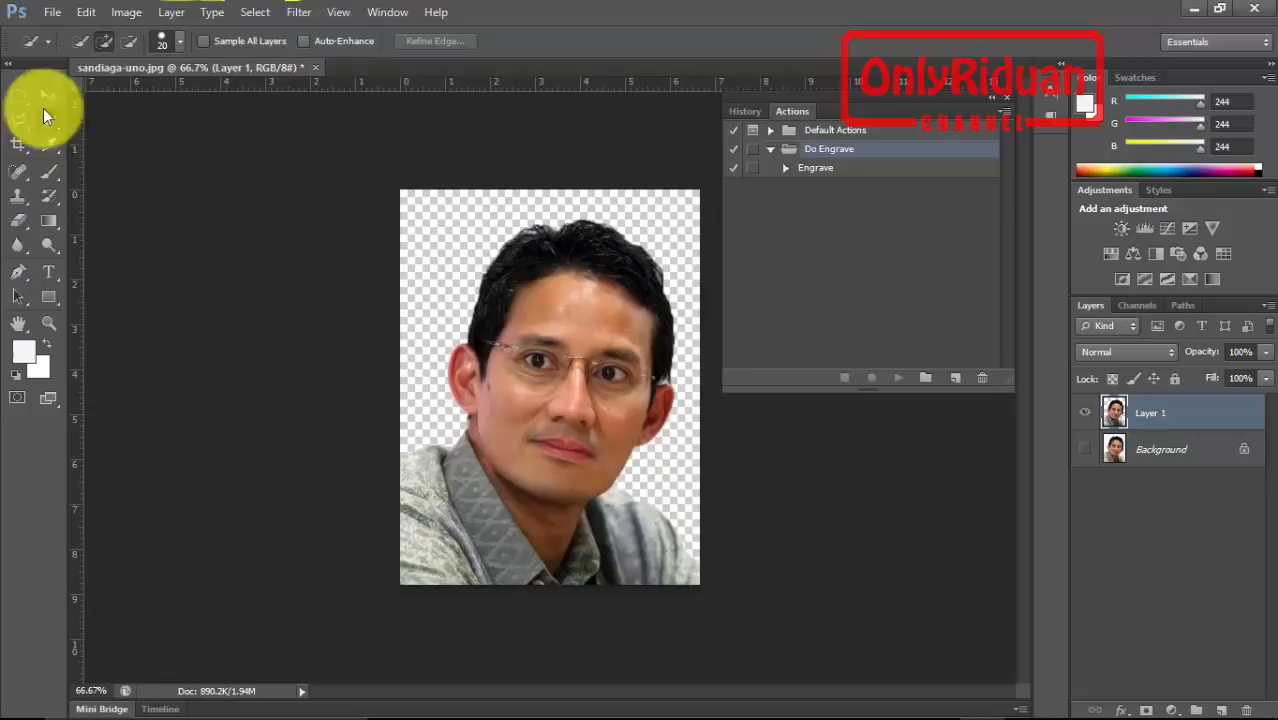 Ps File Edit Image Layer Type Select Filter View Window Help
20 Sample All Layers Auto-Enhance Refine Edge... Essentials
sandiaga-uno.jpg @ 66.7% (Layer 1, RGB/8#) * ×
OnlyRiduan
CHANNEL
Color Swatches
R 244
G 244
B 244
History Actions
Default Actions
Do Engrave
Engrave
Adjustments Styles
Add an adjustment
Layers Channels Paths
Kind
Normal Opacity: 100%
Lock: Fill: 100%
Layer 1
Background
66.67% Doc: 890.2K/1.94M
Mini Bridge Timeline